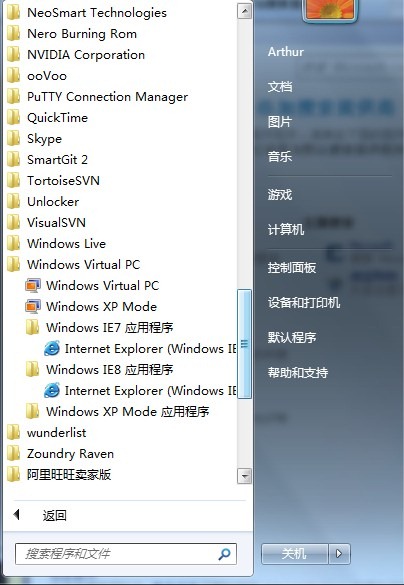 NeoSmart Technologies
Nero Burning Rom
NVIDIA Corporation
ooVoo
PuTTY Connection Manager
QuickTime
Skype
SmartGit 2
TortoiseSVN
Unlocker
VisualSVN
Windows Live
Windows Virtual PC
Windows Virtual PC
Windows XP Mode
Windows IE7 应用程序
Internet Explorer (Windows IE
Windows IE8 应用程序
Internet Explorer (Windows IE
Windows XP Mode 应用程序
wunderlist
Zoundry Raven
阿里旺旺卖家版
返回
搜索程序和文件
Arthur
文档
图片
音乐
游戏
计算机
控制面板
设备和打印机
默认程序
帮助和支持
关机